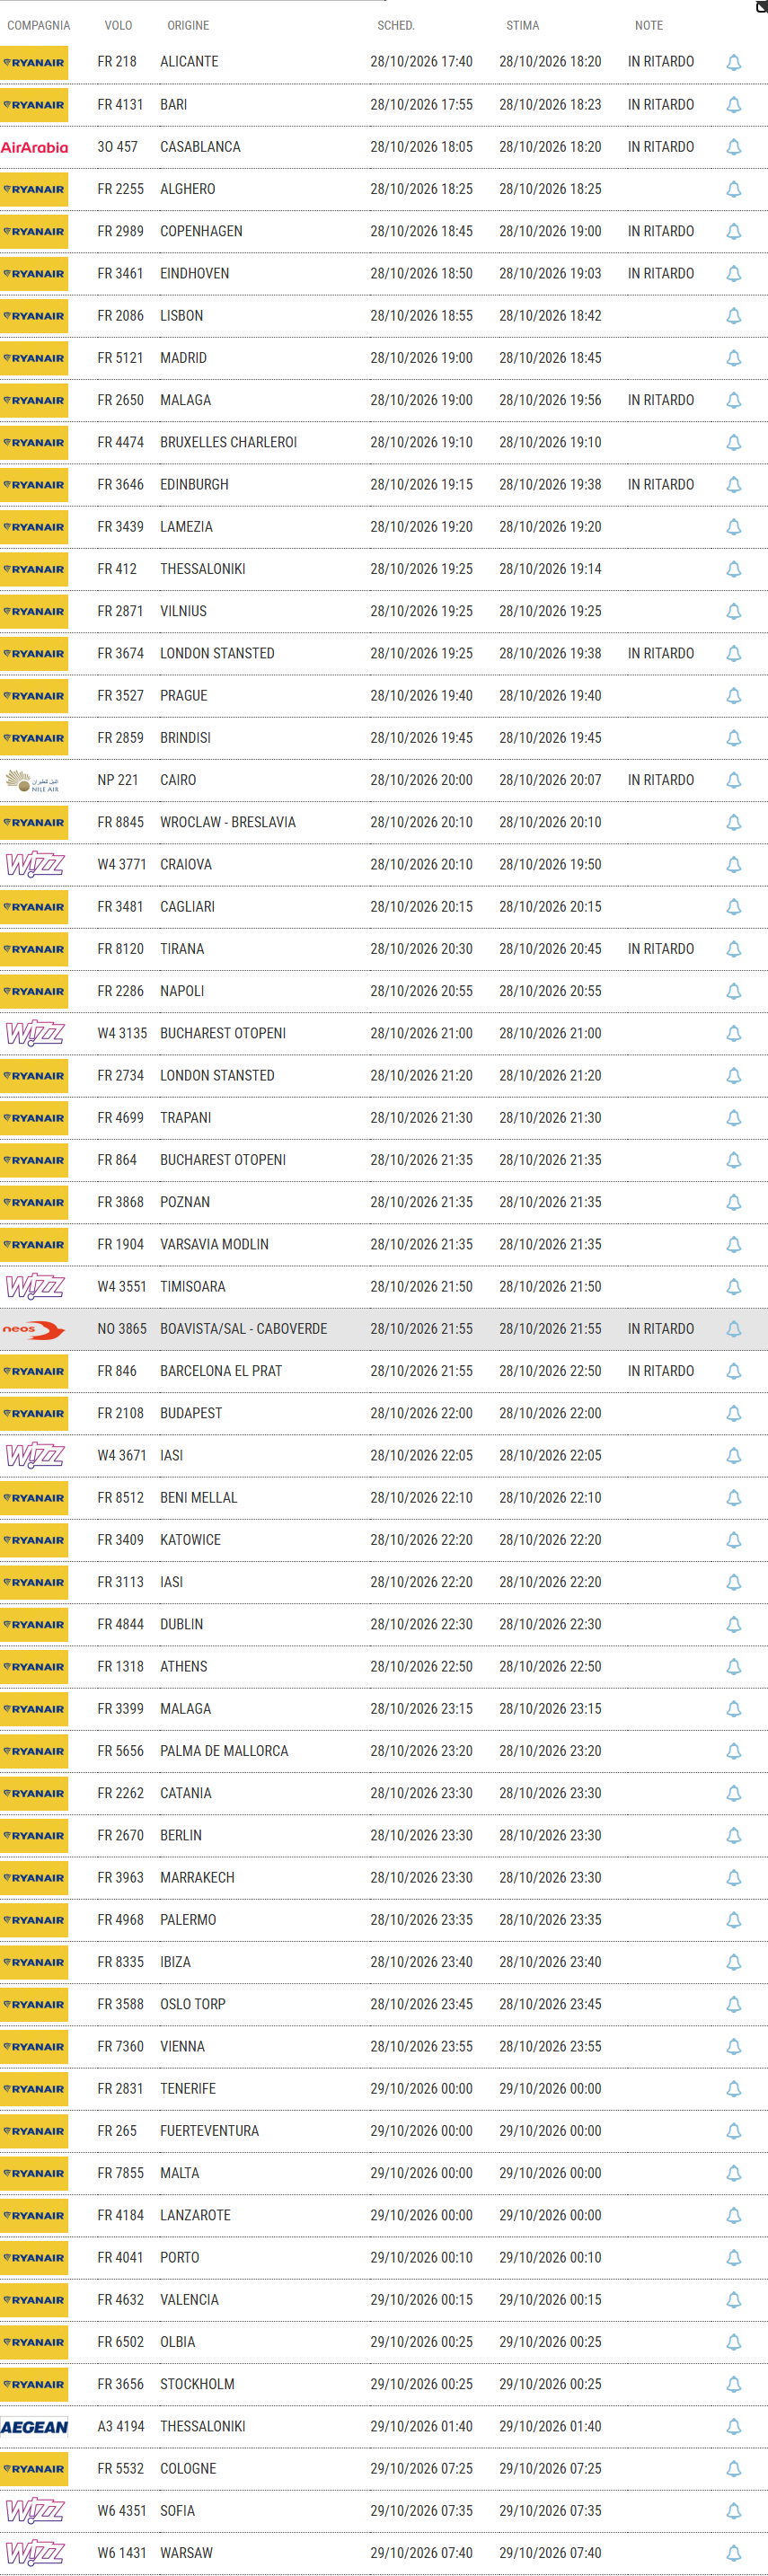 COMPAGNIA VOLO ORIGINE SCHED. STIMA NOTE
RYANAIR FR 218 ALICANTE 28/10/2026 17:40 28/10/2026 18:20 IN RITARDO
RYANAIR FR 4131 BARI 28/10/2026 17:55 28/10/2026 18:23 IN RITARDO
AirArabia 3O 457 CASABLANCA 28/10/2026 18:05 28/10/2026 18:20 IN RITARDO
RYANAIR FR 2255 ALGHERO 28/10/2026 18:25 28/10/2026 18:25
RYANAIR FR 2989 COPENHAGEN 28/10/2026 18:45 28/10/2026 19:00 IN RITARDO
RYANAIR FR 3461 EINDHOVEN 28/10/2026 18:50 28/10/2026 19:03 IN RITARDO
RYANAIR FR 2086 LISBON 28/10/2026 18:55 28/10/2026 18:42
RYANAIR FR 5121 MADRID 28/10/2026 19:00 28/10/2026 18:45
RYANAIR FR 2650 MALAGA 28/10/2026 19:00 28/10/2026 19:56 IN RITARDO
RYANAIR FR 4474 BRUXELLES CHARLEROI 28/10/2026 19:10 28/10/2026 19:10
RYANAIR FR 3646 EDINBURGH 28/10/2026 19:15 28/10/2026 19:38 IN RITARDO
RYANAIR FR 3439 LAMEZIA 28/10/2026 19:20 28/10/2026 19:20
RYANAIR FR 412 THESSALONIKI 28/10/2026 19:25 28/10/2026 19:14
RYANAIR FR 2871 VILNIUS 28/10/2026 19:25 28/10/2026 19:25
RYANAIR FR 3674 LONDON STANSTED 28/10/2026 19:25 28/10/2026 19:38 IN RITARDO
RYANAIR FR 3527 PRAGUE 28/10/2026 19:40 28/10/2026 19:40
RYANAIR FR 2859 BRINDISI 28/10/2026 19:45 28/10/2026 19:45
النيل للطيران NILE AIR NP 221 CAIRO 28/10/2026 20:00 28/10/2026 20:07 IN RITARDO
RYANAIR FR 8845 WROCLAW - BRESLAVIA 28/10/2026 20:10 28/10/2026 20:10
WIZZ W4 3771 CRAIOVA 28/10/2026 20:10 28/10/2026 19:50
RYANAIR FR 3481 CAGLIARI 28/10/2026 20:15 28/10/2026 20:15
RYANAIR FR 8120 TIRANA 28/10/2026 20:30 28/10/2026 20:45 IN RITARDO
RYANAIR FR 2286 NAPOLI 28/10/2026 20:55 28/10/2026 20:55
WIZZ W4 3135 BUCHAREST OTOPENI 28/10/2026 21:00 28/10/2026 21:00
RYANAIR FR 2734 LONDON STANSTED 28/10/2026 21:20 28/10/2026 21:20
RYANAIR FR 4699 TRAPANI 28/10/2026 21:30 28/10/2026 21:30
RYANAIR FR 864 BUCHAREST OTOPENI 28/10/2026 21:35 28/10/2026 21:35
RYANAIR FR 3868 POZNAN 28/10/2026 21:35 28/10/2026 21:35
RYANAIR FR 1904 VARSAVIA MODLIN 28/10/2026 21:35 28/10/2026 21:35
WIZZ W4 3551 TIMISOARA 28/10/2026 21:50 28/10/2026 21:50
neos NO 3865 BOAVISTA/SAL - CABOVERDE 28/10/2026 21:55 28/10/2026 21:55 IN RITARDO
RYANAIR FR 846 BARCELONA EL PRAT 28/10/2026 21:55 28/10/2026 22:50 IN RITARDO
RYANAIR FR 2108 BUDAPEST 28/10/2026 22:00 28/10/2026 22:00
WIZZ W4 3671 IASI 28/10/2026 22:05 28/10/2026 22:05
RYANAIR FR 8512 BENI MELLAL 28/10/2026 22:10 28/10/2026 22:10
RYANAIR FR 3409 KATOWICE 28/10/2026 22:20 28/10/2026 22:20
RYANAIR FR 3113 IASI 28/10/2026 22:20 28/10/2026 22:20
RYANAIR FR 4844 DUBLIN 28/10/2026 22:30 28/10/2026 22:30
RYANAIR FR 1318 ATHENS 28/10/2026 22:50 28/10/2026 22:50
RYANAIR FR 3399 MALAGA 28/10/2026 23:15 28/10/2026 23:15
RYANAIR FR 5656 PALMA DE MALLORCA 28/10/2026 23:20 28/10/2026 23:20
RYANAIR FR 2262 CATANIA 28/10/2026 23:30 28/10/2026 23:30
RYANAIR FR 2670 BERLIN 28/10/2026 23:30 28/10/2026 23:30
RYANAIR FR 3963 MARRAKECH 28/10/2026 23:30 28/10/2026 23:30
RYANAIR FR 4968 PALERMO 28/10/2026 23:35 28/10/2026 23:35
RYANAIR FR 8335 IBIZA 28/10/2026 23:40 28/10/2026 23:40
RYANAIR FR 3588 OSLO TORP 28/10/2026 23:45 28/10/2026 23:45
RYANAIR FR 7360 VIENNA 28/10/2026 23:55 28/10/2026 23:55
RYANAIR FR 2831 TENERIFE 29/10/2026 00:00 29/10/2026 00:00
RYANAIR FR 265 FUERTEVENTURA 29/10/2026 00:00 29/10/2026 00:00
RYANAIR FR 7855 MALTA 29/10/2026 00:00 29/10/2026 00:00
RYANAIR FR 4184 LANZAROTE 29/10/2026 00:00 29/10/2026 00:00
RYANAIR FR 4041 PORTO 29/10/2026 00:10 29/10/2026 00:10
RYANAIR FR 4632 VALENCIA 29/10/2026 00:15 29/10/2026 00:15
RYANAIR FR 6502 OLBIA 29/10/2026 00:25 29/10/2026 00:25
RYANAIR FR 3656 STOCKHOLM 29/10/2026 00:25 29/10/2026 00:25
AEGEAN A3 4194 THESSALONIKI 29/10/2026 01:40 29/10/2026 01:40
RYANAIR FR 5532 COLOGNE 29/10/2026 07:25 29/10/2026 07:25
WIZZ W6 4351 SOFIA 29/10/2026 07:35 29/10/2026 07:35
WIZZ W6 1431 WARSAW 29/10/2026 07:40 29/10/2026 07:40